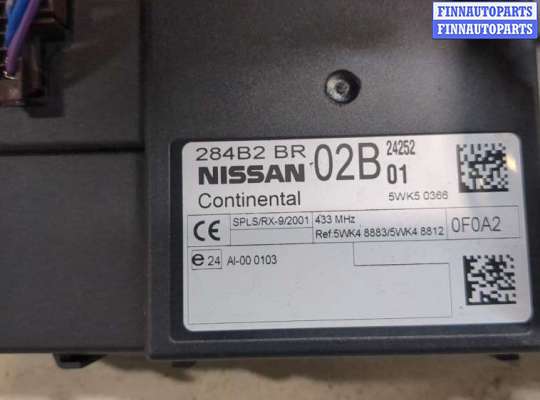 FINNAUTOPARTS
FINNAUTOPARTS
284B2 BR 02B 24252
NISSAN 01
Continental 5WK5 0366
CE SPLS/RX-9/2001 433 MHz
Ref:5WK4 8883/5WK4 8812 0F0A2
e 24 AI-00 0103